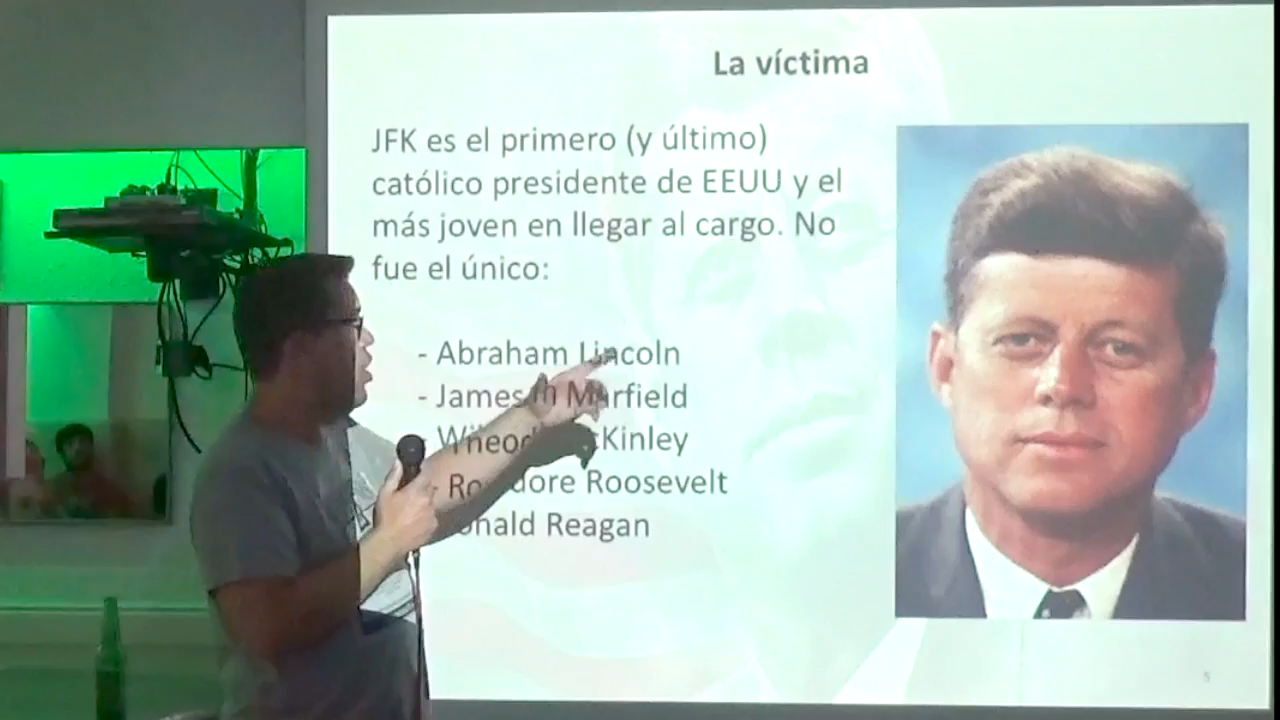 La víctima
JFK es el primero (y último)
católico presidente de EEUU y el
más joven en llegar al cargo. No
fue el único:
- Abraham Lincoln
- James
- Roosevelt
Reagan
5